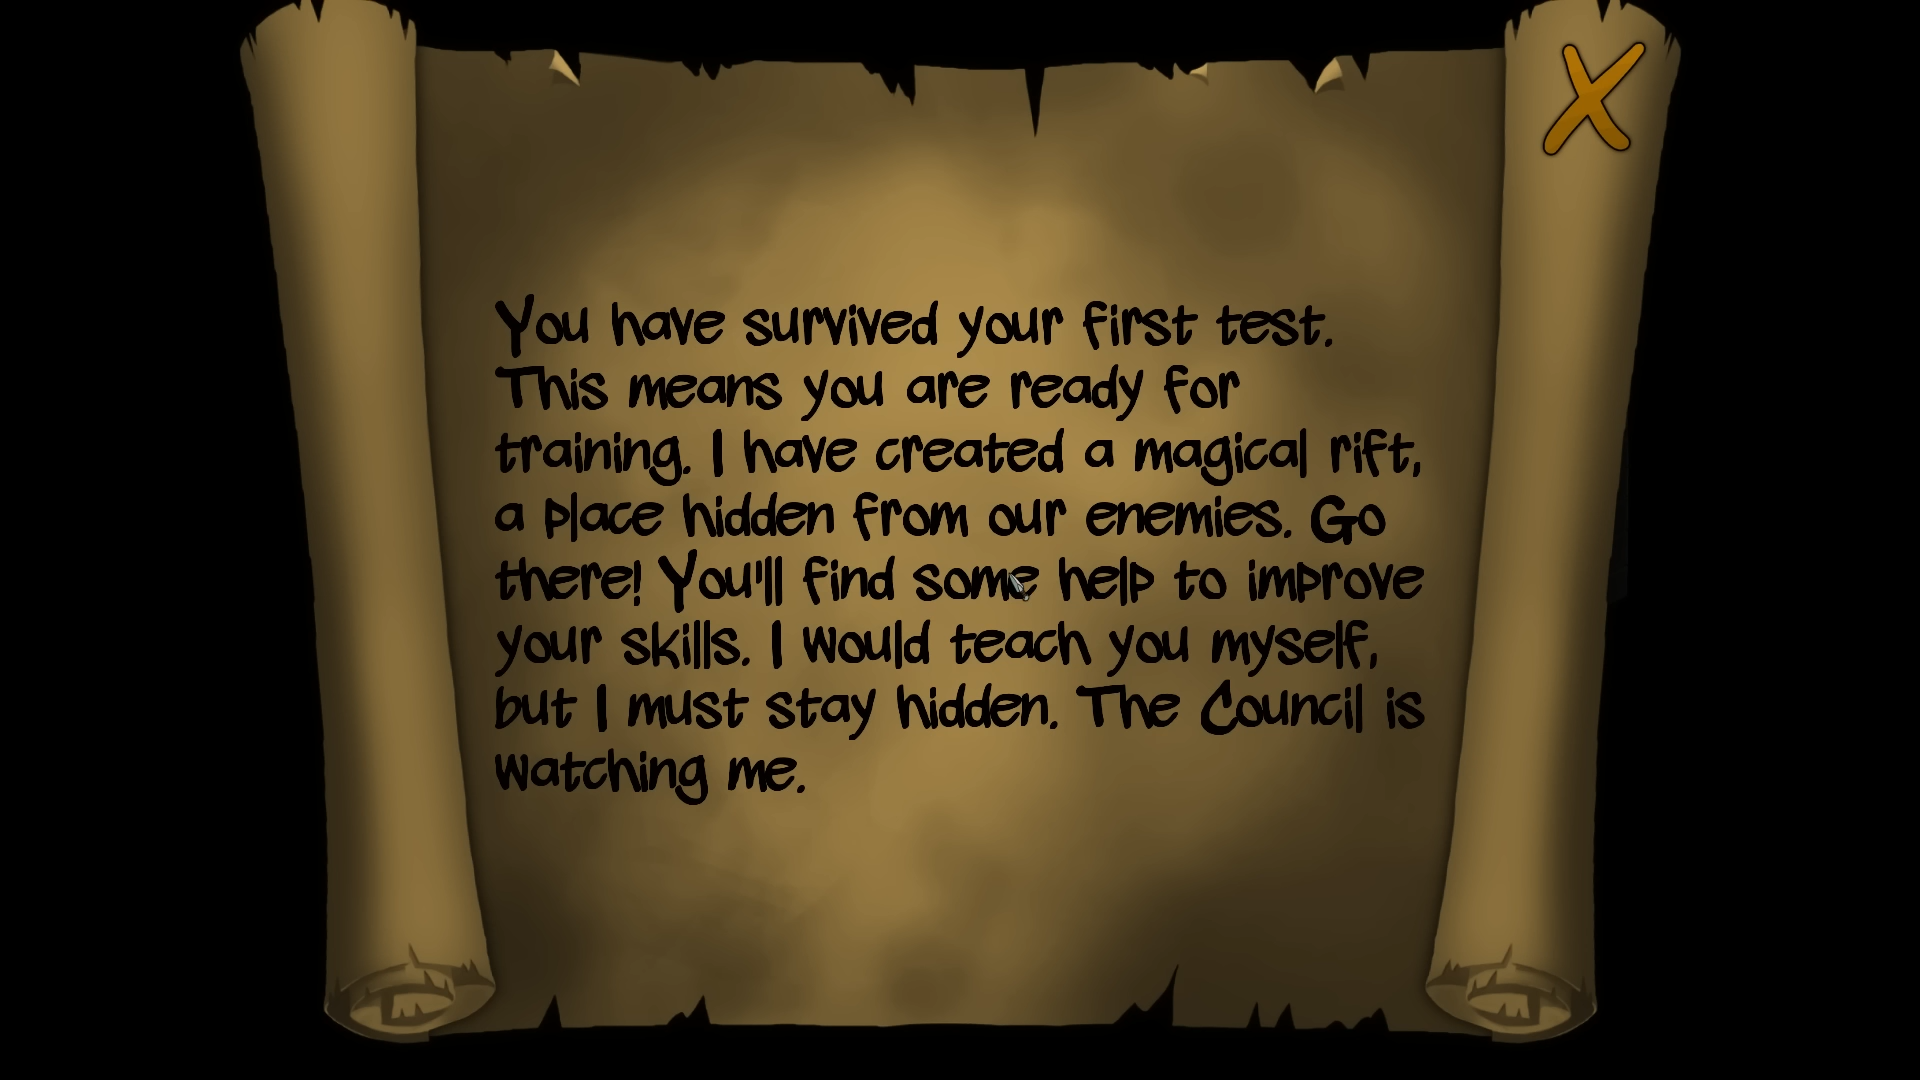 You have survived your first test.
This means you are ready for
training. I have created a magical rift,
a place hidden from our enemies. Go
there! You'll find some help to improve
your skills. I would teach you myself,
but I must stay hidden. The Council is
watching me.